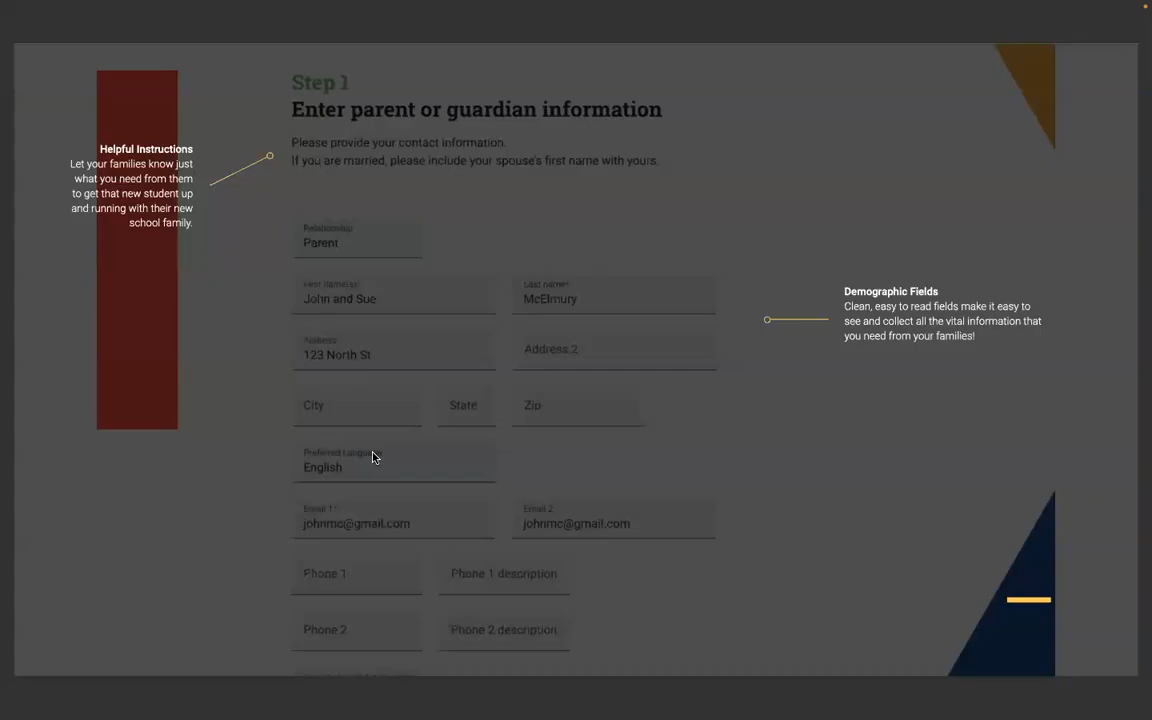 Step 1
Enter parent or guardian information
Please provide your contact information.
If you are married, please include your spouse's first name with yours.
Helpful Instructions
Let your families know just
what you need from them
to get that new student up
and running with their new
school family.
Relationship
Parent
First name(s)*
John and Sue
Last name*
McElmury
Demographic Fields
Clean, easy to read fields make it easy to
see and collect all the vital information that
you need from your families!
Address
123 North St
Address 2
City
State
Zip
Preferred Language
English
Email 1*
johnmc@gmail.com
Email 2
johnmc@gmail.com
Phone 1
Phone 1 description
Phone 2
Phone 2 description